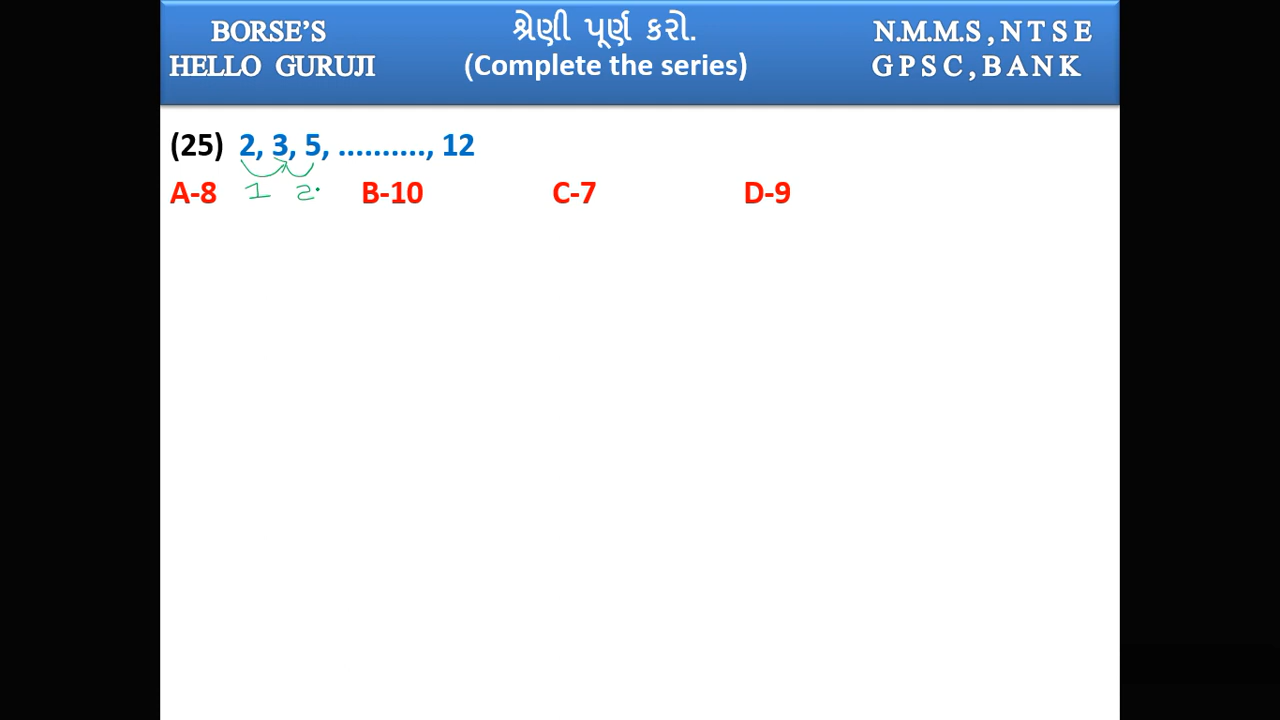 BORSE'S
HELLO GURUJI
શ્રેણી પૂર્ણ કરો.
(Complete the series)
N.M.M.S , N T S E
G P S C , B A N K
(25) 2, 3, 5, .........., 12
A-8 B-10 C-7 D-9
1 2